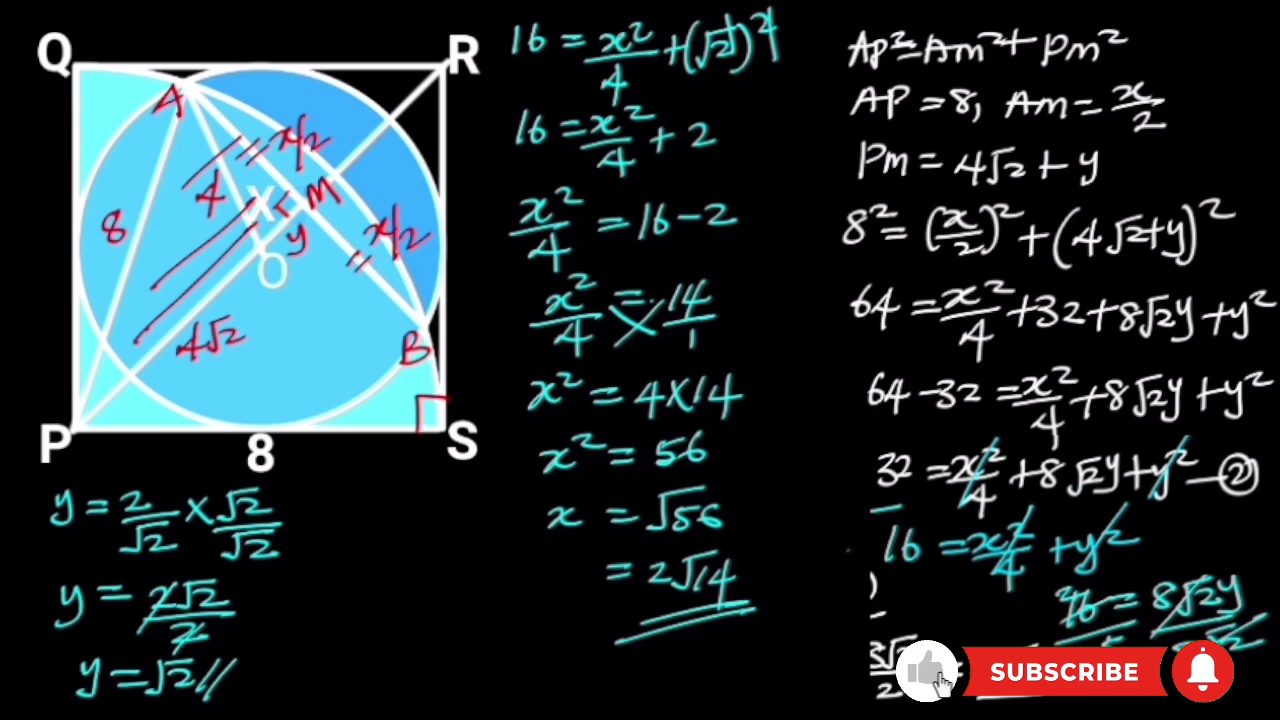 Q
R
A
= x/2
4
X
M
8
y
= x/2
O
4√2
B
P
8
S
y = 2/√2 × √2/√2
y = 2√2/2
y = √2 //
16 = x²/4 + (√2)²
16 = x²/4 + 2
x²/4 = 16 - 2
x²/4 = 14/1
x² = 4 × 14
x² = 56
x = √56
= 2√14
AP² = Am² + Pm²
AP = 8, Am = x/2
Pm = 4√2 + y
8² = (x/2)² + (4√2 + y)²
64 = x²/4 + 32 + 8√2y + y²
64 - 32 = x²/4 + 8√2y + y²
32 = x²/4 + 8√2y + y² — ②
16 = x²/4 + y²
16 = 8√2y
SUBSCRIBE